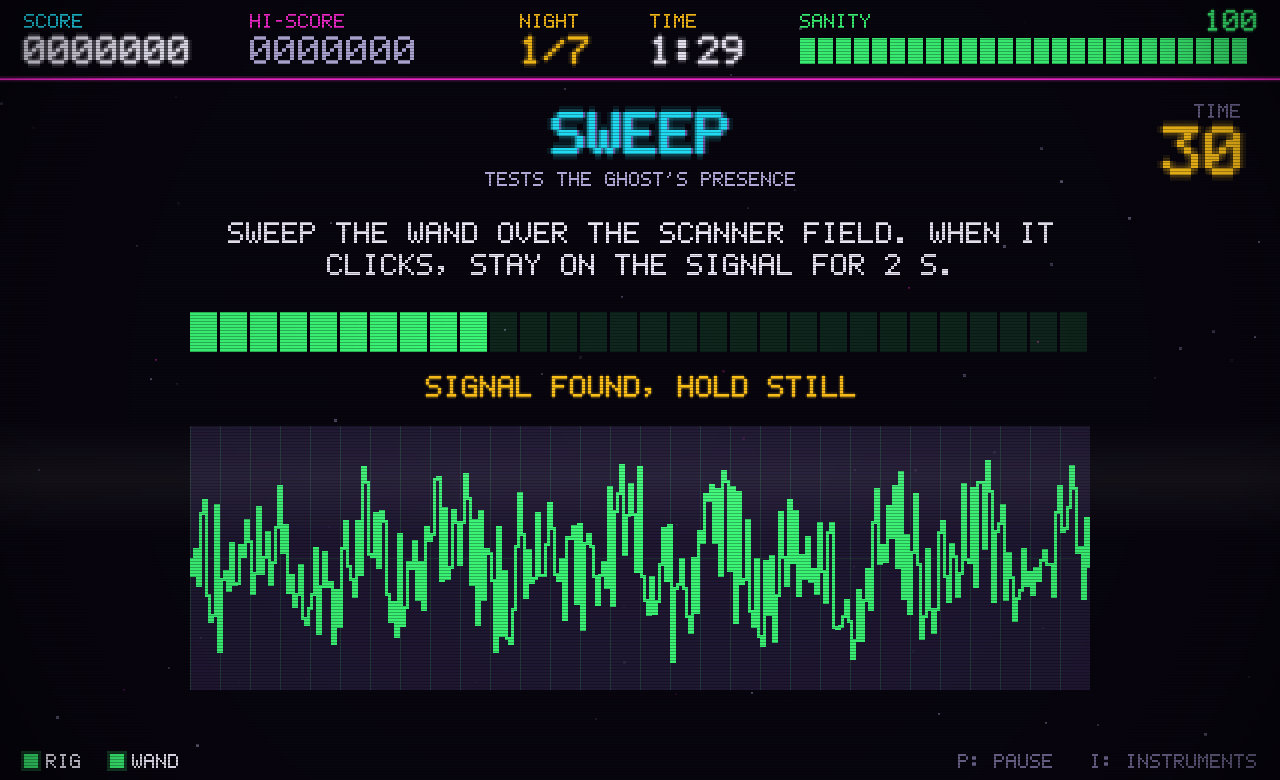 SCORE
0000000
HI-SCORE
0000000
NIGHT
1/7
TIME
1:29
SANITY
100
SWEEP
TESTS THE GHOST'S PRESENCE
TIME
30
SWEEP THE WAND OVER THE SCANNER FIELD. WHEN IT
CLICKS, STAY ON THE SIGNAL FOR 2 S.
SIGNAL FOUND, HOLD STILL
RIG
WAND
P: PAUSE
I: INSTRUMENTS